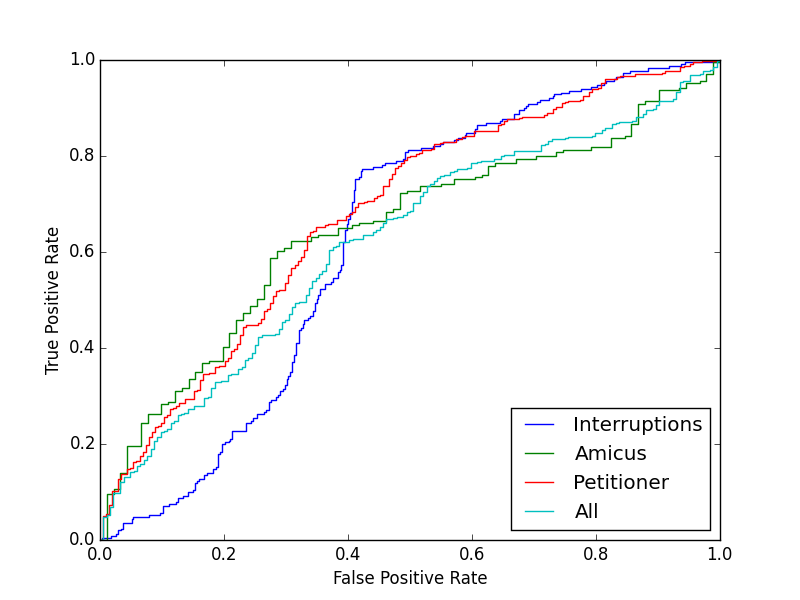 1.0
0.8
0.6
0.4
0.2
0.0
True Positive Rate
Interruptions
Amicus
Petitioner
All
0.0 0.2 0.4 0.6 0.8 1.0
False Positive Rate